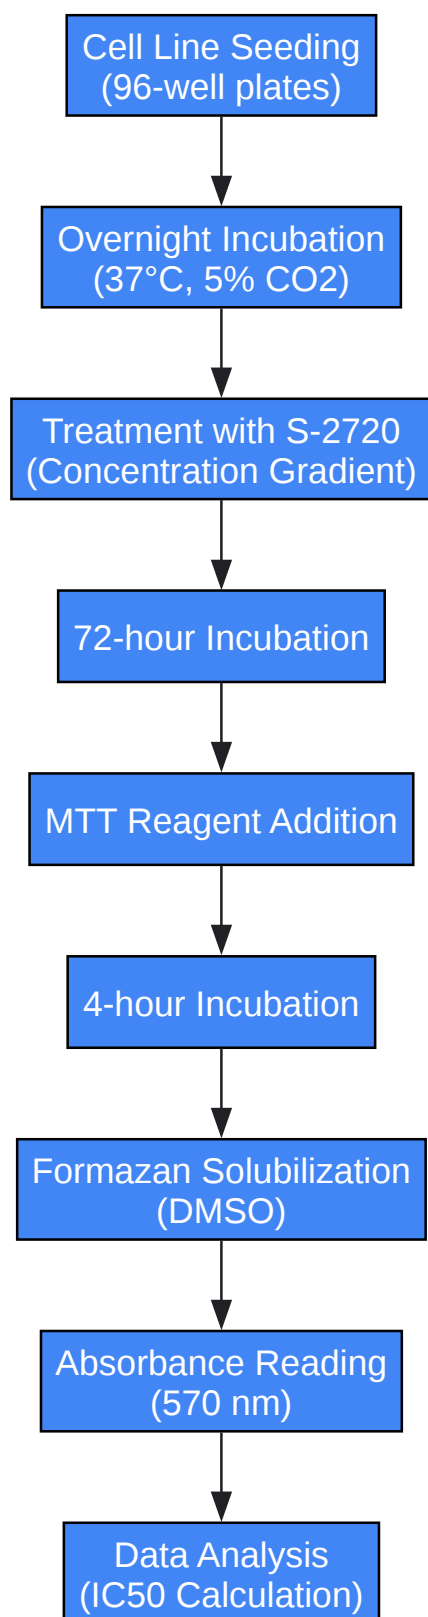 Cell Line Seeding
(96-well plates)
Overnight Incubation
(37°C, 5% CO2)
Treatment with S-2720
(Concentration Gradient)
72-hour Incubation
MTT Reagent Addition
4-hour Incubation
Formazan Solubilization
(DMSO)
Absorbance Reading
(570 nm)
Data Analysis
(IC50 Calculation)